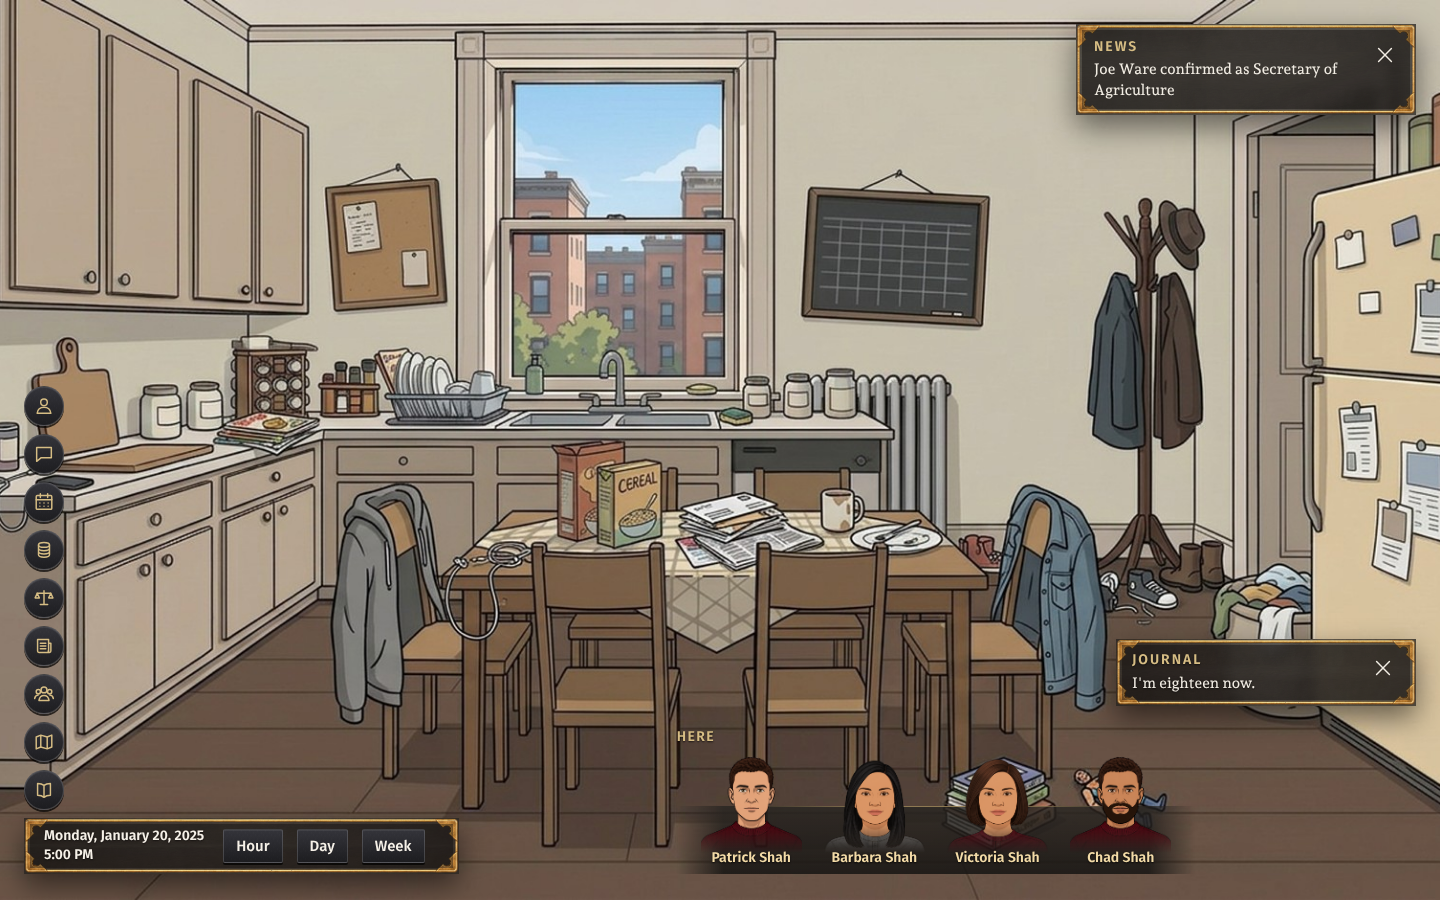 NEWS
Joe Ware confirmed as Secretary of
Agriculture
CEREAL
JOURNAL
I'm eighteen now.
HERE
Patrick Shah
Barbara Shah
Victoria Shah
Chad Shah
Monday, January 20, 2025
5:00 PM
Hour
Day
Week